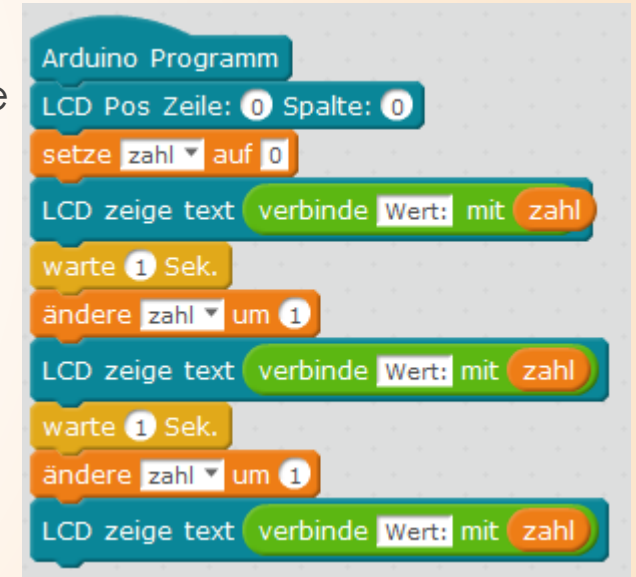 e
Arduino Programm
LCD Pos Zeile: 0 Spalte: 0
setze zahl auf 0
LCD zeige text verbinde Wert: mit zahl
warte 1 Sek.
ändere zahl um 1
LCD zeige text verbinde Wert: mit zahl
warte 1 Sek.
ändere zahl um 1
LCD zeige text verbinde Wert: mit zahl